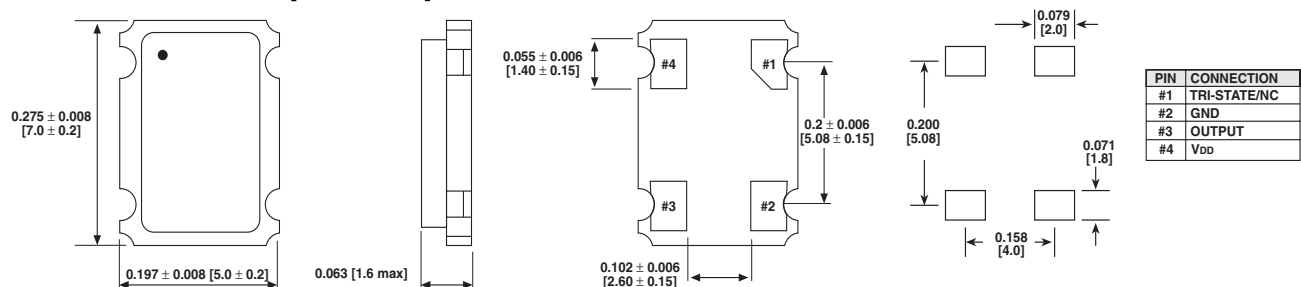 0.275 ± 0.008
[7.0 ± 0.2]
0.197 ± 0.008 [5.0 ± 0.2]
0.063 [1.6 max]
0.055 ± 0.006
[1.40 ± 0.15]
#4
#1
#3
#2
0.2 ± 0.006
[5.08 ± 0.15]
0.102 ± 0.006
[2.60 ± 0.15]
0.079
[2.0]
0.200
[5.08]
0.071
[1.8]
0.158
[4.0]
PIN CONNECTION
#1 TRI-STATE/NC
#2 GND
#3 OUTPUT
#4 VDD